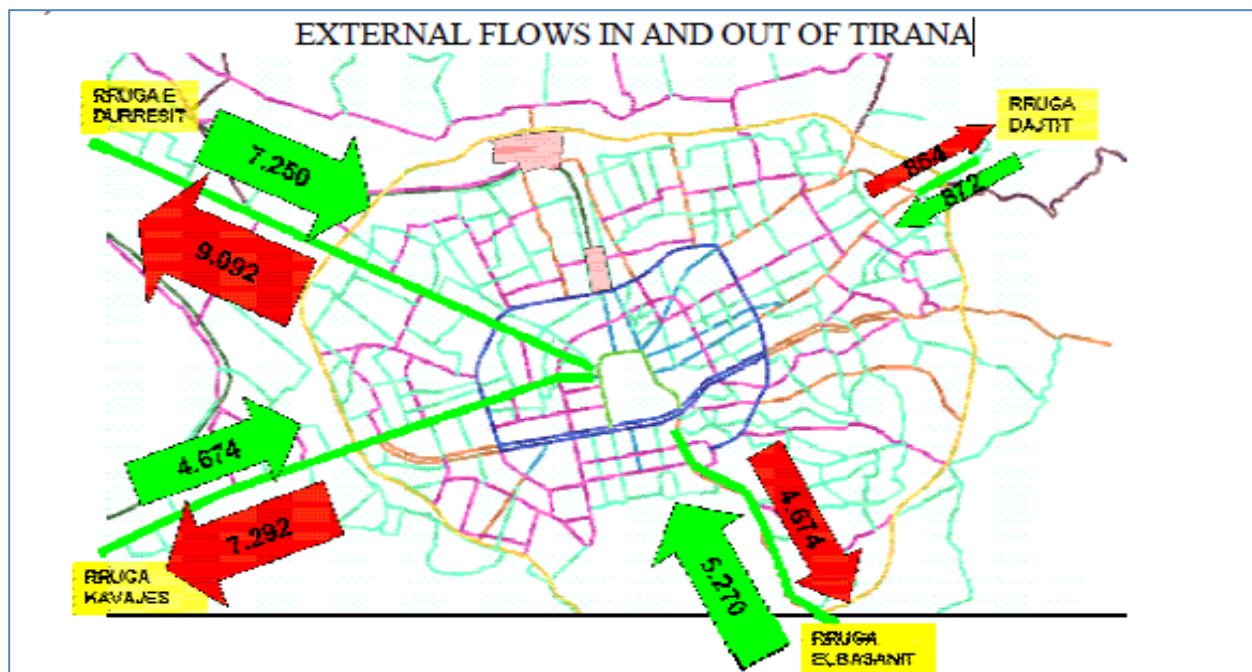 EXTERNAL FLOWS IN AND OUT OF TIRANA
RRUGA E
DURRESIT
RRUGA
DAJTIT
7.250
864
872
9.092
4.674
7.292
4.674
5.270
RRUGA
KAVAJES
RRUGA
ELBASANIT